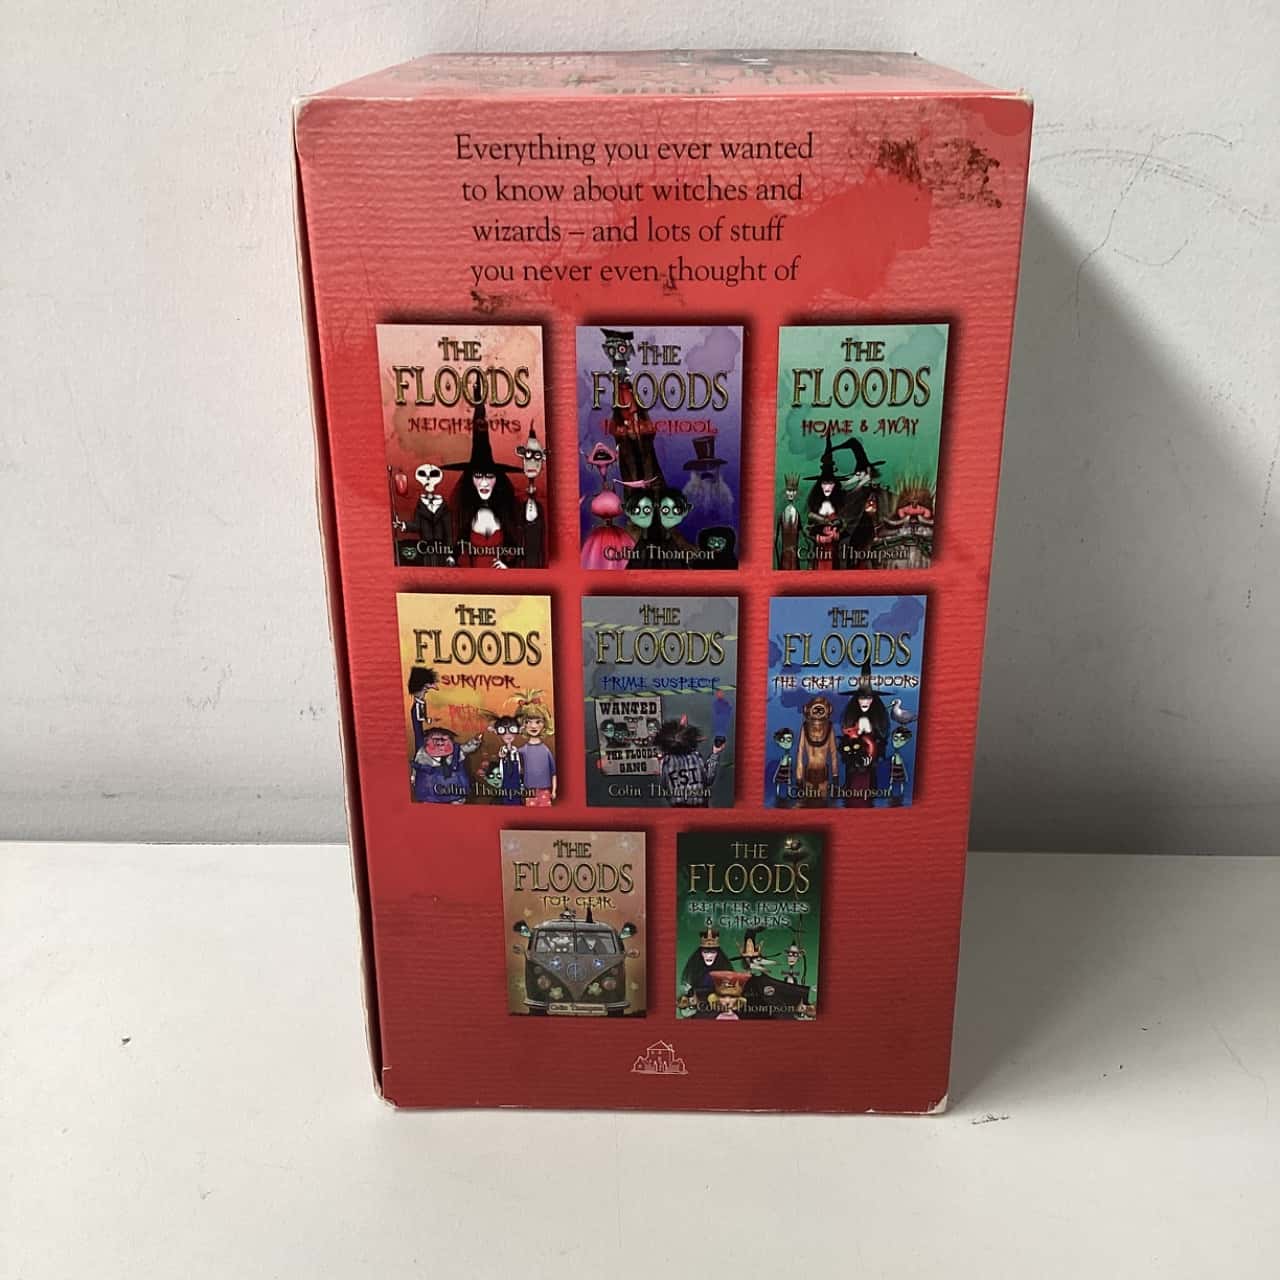 Everything you ever wanted
to know about witches and
wizards – and lots of stuff
you never even thought of
THE
FLOODS
NEIGHBOURS
Colin Thompson
THE
FLOODS
PLAYSCHOOL
Colin Thompson
THE
FLOODS
HOME & AWAY
Colin Thompson
THE
FLOODS
SURVIVOR
Colin Thompson
THE
FLOODS
PRIME SUSPECT
WANTED
THE FLOODS
GANG
FSI
Colin Thompson
THE
FLOODS
THE GREAT OUTDOORS
Colin Thompson
THE
FLOODS
TOP GEAR
Colin Thompson
THE
FLOODS
BETTER HOMES
& GARDENS
Colin Thompson